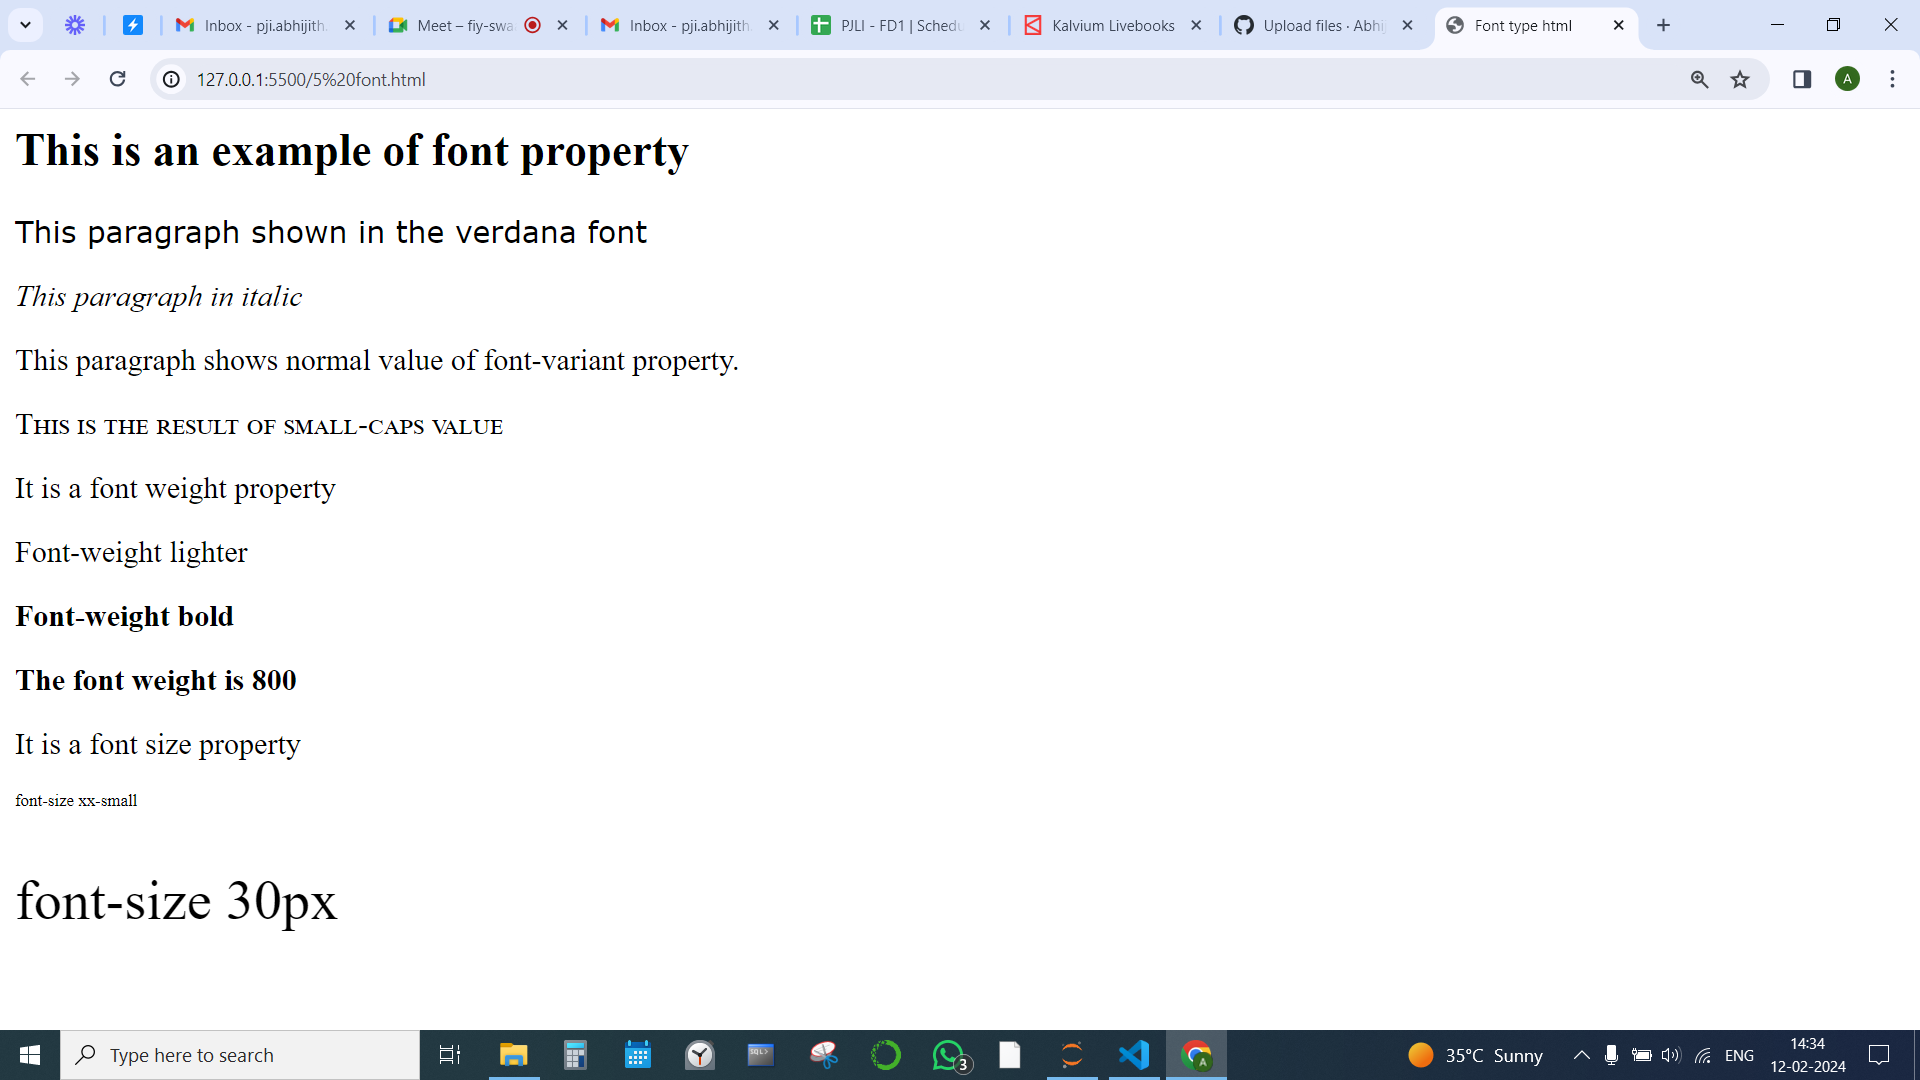 Inbox - pji.abhijith.
Meet – fiy-swa
Inbox - pji.abhijith.
PJLI - FD1 | Schedu
Kalvium Livebooks
Upload files · Abhij
Font type html
127.0.0.1:5500/5%20font.html
A
This is an example of font property
This paragraph shown in the verdana font
This paragraph in italic
This paragraph shows normal value of font-variant property.
This is the result of small-caps value
It is a font weight property
Font-weight lighter
Font-weight bold
The font weight is 800
It is a font size property
font-size xx-small
font-size 30px
Type here to search
SQL>
3
A
35°C Sunny
ENG
14:34
12-02-2024